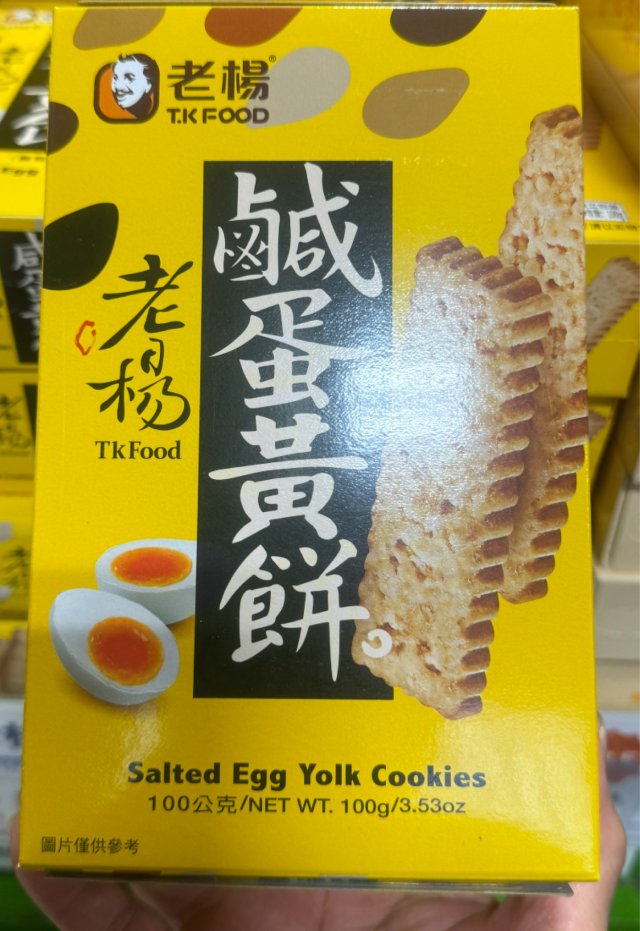 老楊®
T.K FOOD
鹹蛋黃餅。
老楊
TkFood
Salted Egg Yolk Cookies
100公克/NET WT. 100g/3.53oz
圖片僅供參考